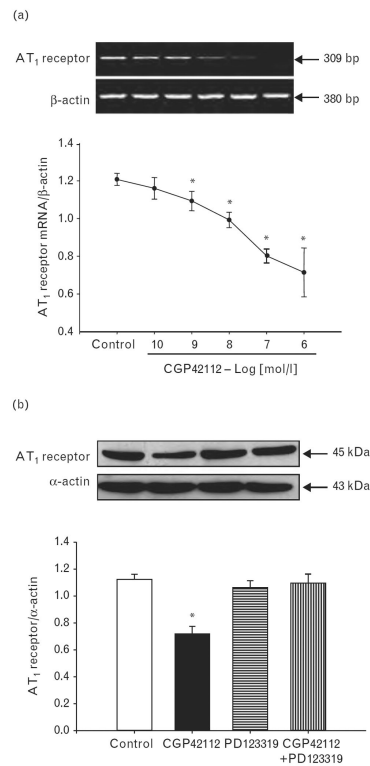 (a)
AT1 receptor
309 bp
β-actin
380 bp
AT1 receptor mRNA/β-actin
1.4
1.2
1.0
0.8
0.6
0.4
*
*
*
*
Control 10 9 8 7 6
CGP42112 – Log [mol/l]
(b)
AT1 receptor
45 kDa
α-actin
43 kDa
AT1 receptor/α-actin
1.4
1.2
1.0
0.8
0.6
0.4
0.2
0.0
*
Control CGP42112 PD123319 CGP42112
+PD123319